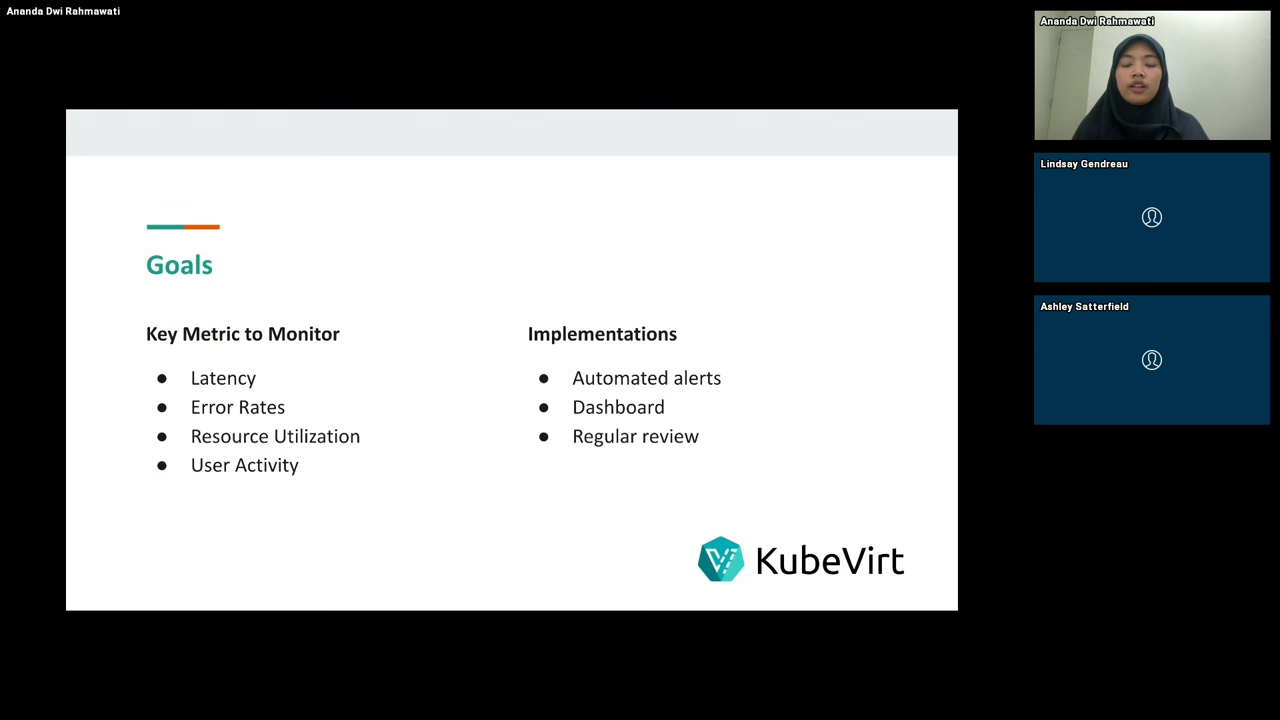 Ananda Dwi Rahmawati
Ananda Dwi Rahmawati
Lindsay Gendreau
Ashley Satterfield
Goals
Key Metric to Monitor
● Latency
● Error Rates
● Resource Utilization
● User Activity
Implementations
● Automated alerts
● Dashboard
● Regular review
KubeVirt